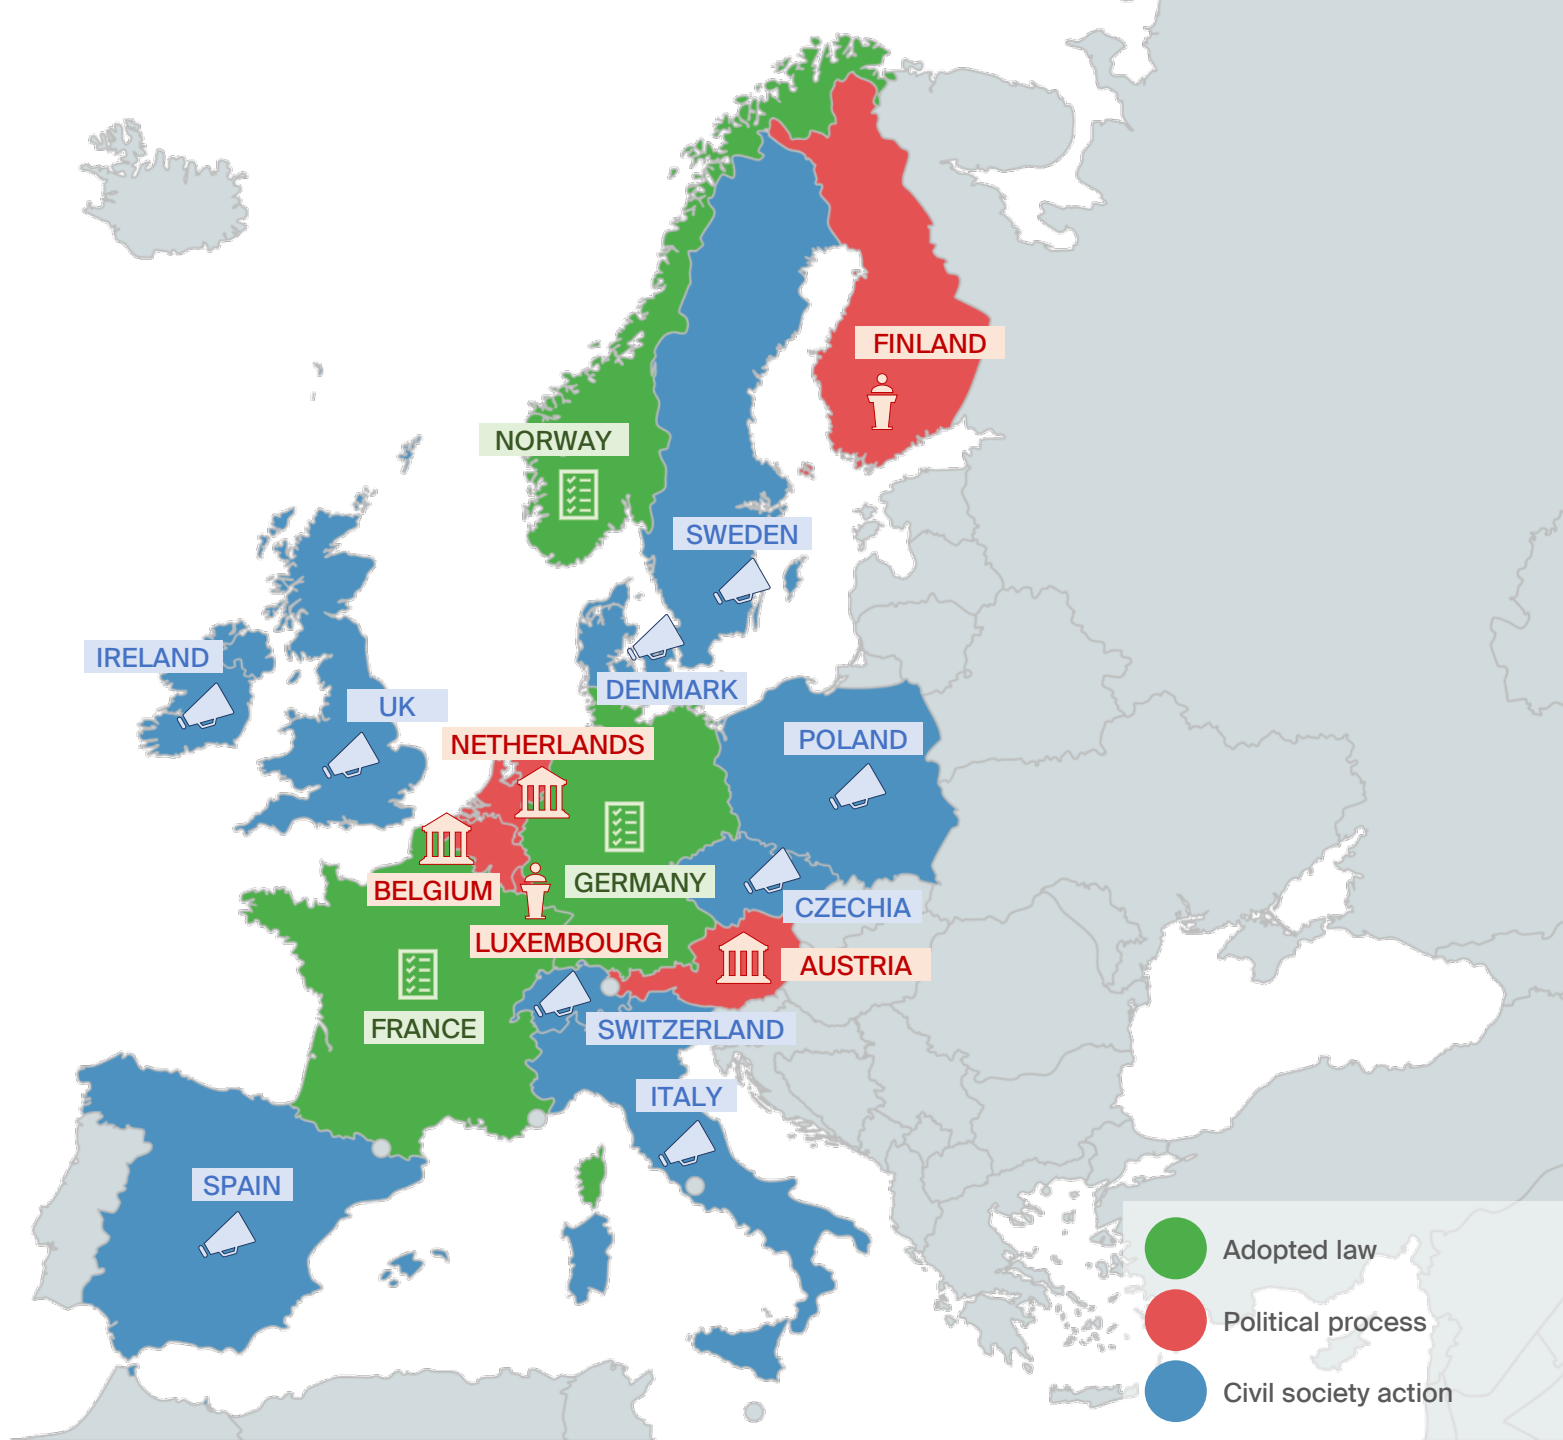 FINLAND
NORWAY
SWEDEN
IRELAND
DENMARK
UK
NETHERLANDS
POLAND
GERMANY
BELGIUM
CZECHIA
LUXEMBOURG
AUSTRIA
FRANCE
SWITZERLAND
ITALY
SPAIN
Adopted law
Political process
Civil society action